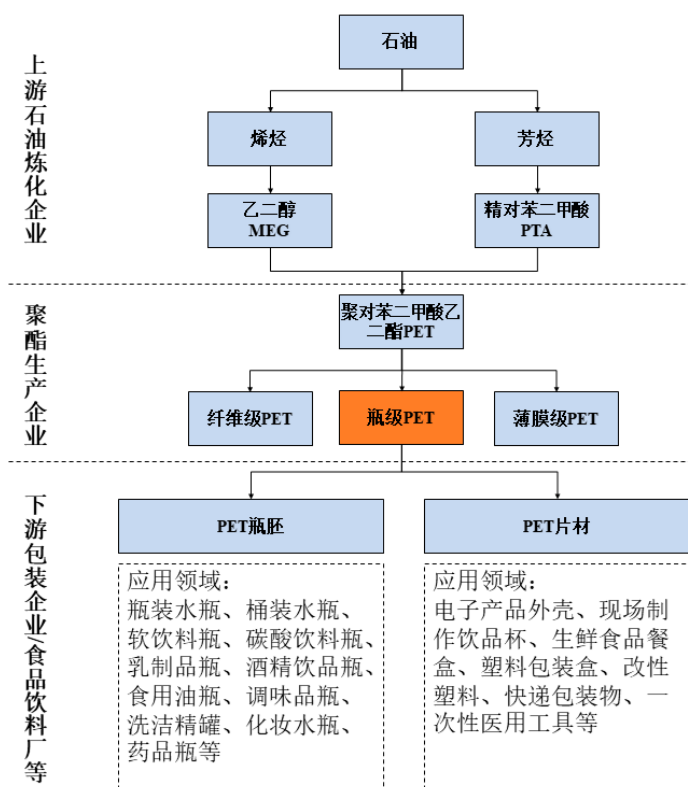 上游石油炼化企业
石油
烯烃
芳烃
乙二醇
MEG
精对苯二甲酸
PTA
聚酯生产企业
聚对苯二甲酸乙
二酯PET
纤维级PET
瓶级PET
薄膜级PET
下游包装企业/食品饮料厂等
PET瓶胚
PET片材
应用领域：
瓶装水瓶、桶装水瓶、
软饮料瓶、碳酸饮料瓶、
乳制品瓶、酒精饮品瓶、
食用油瓶、调味品瓶、
洗洁精罐、化妆水瓶、
药品瓶等
应用领域：
电子产品外壳、现场制
作饮品杯、生鲜食品餐
盒、塑料包装盒、改性
塑料、快递包装物、一
次性医用工具等